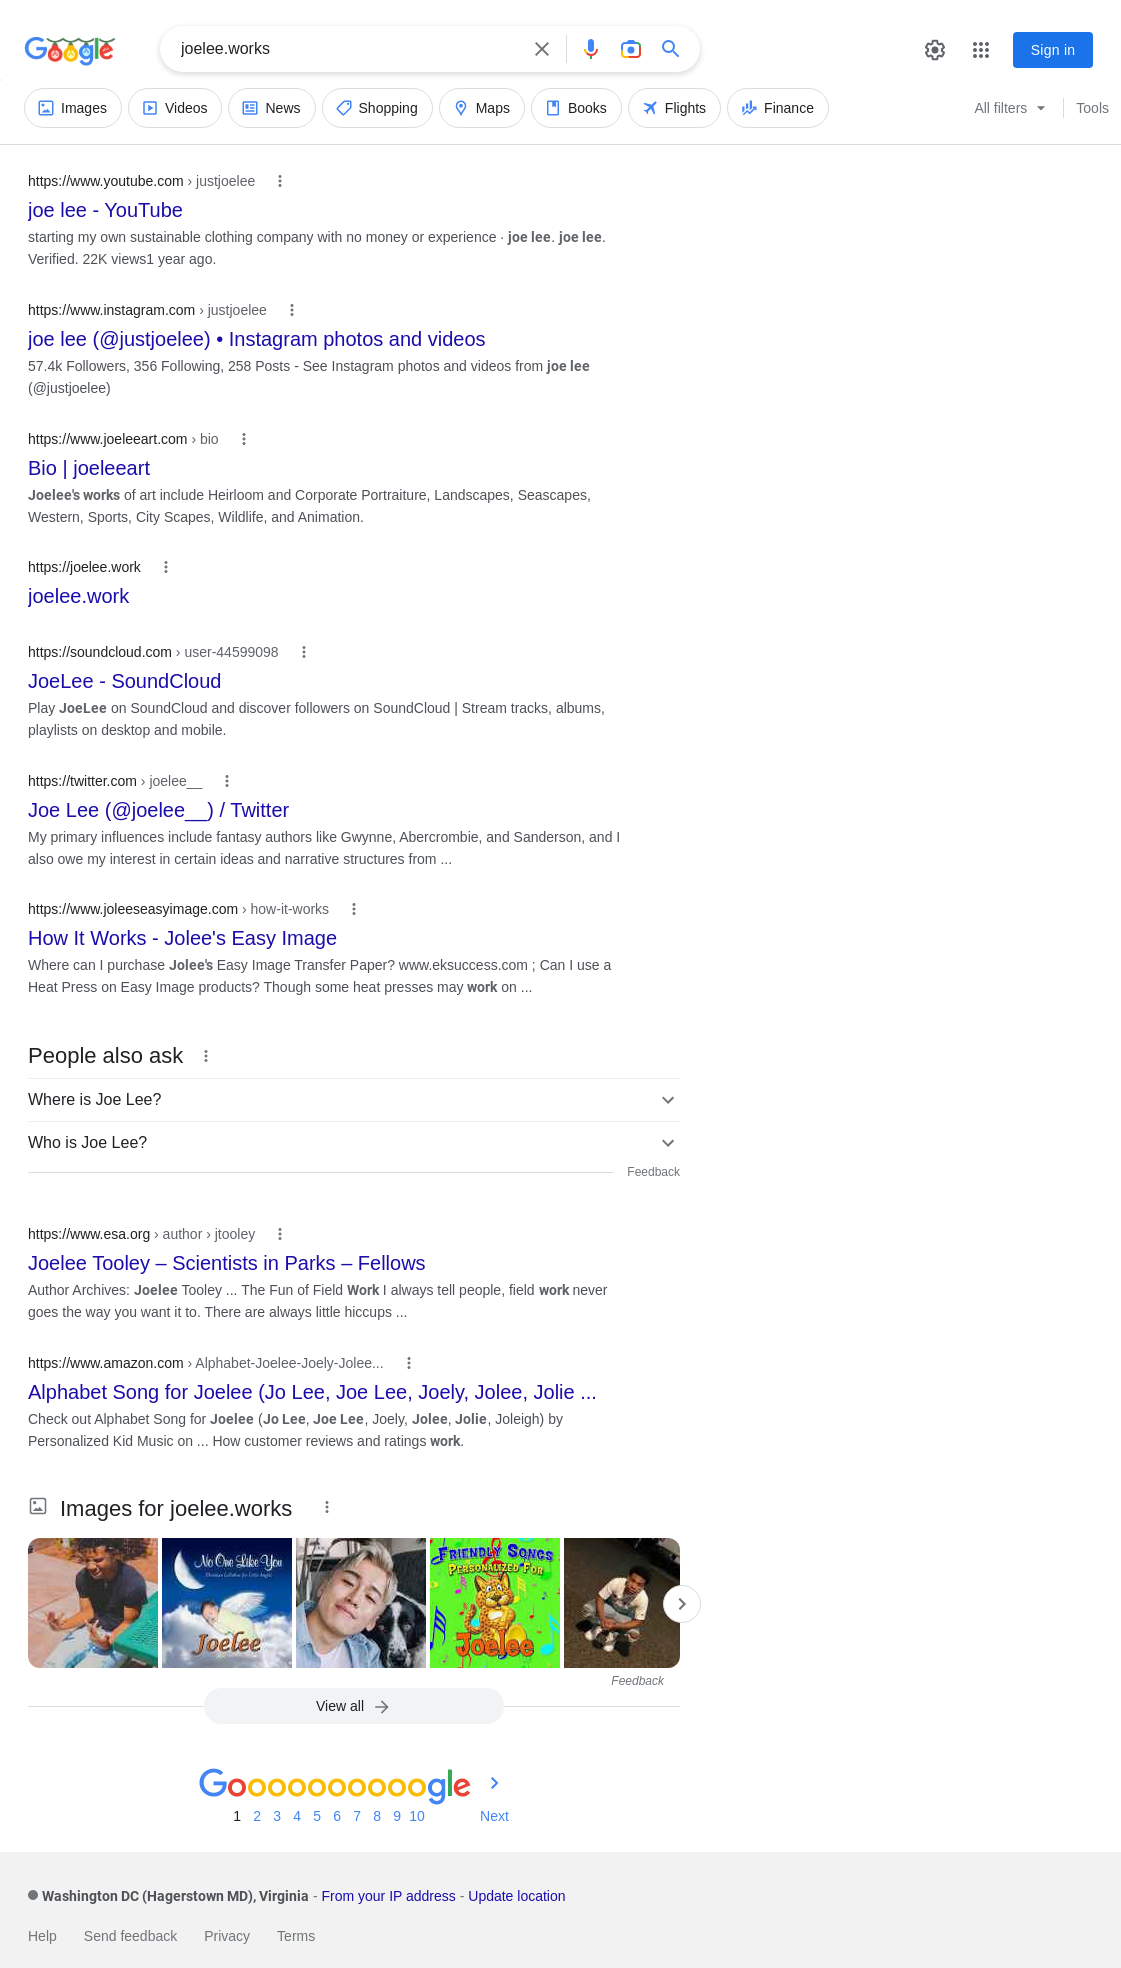 Google
joelee.works
Sign in
Images
Videos
News
Shopping
Maps
Books
Flights
Finance
All filters
Tools
https://www.youtube.com › justjoelee
joe lee - YouTube
starting my own sustainable clothing company with no money or experience · joe lee. joe lee.
Verified. 22K views1 year ago.
https://www.instagram.com › justjoelee
joe lee (@justjoelee) • Instagram photos and videos
57.4k Followers, 356 Following, 258 Posts - See Instagram photos and videos from joe lee
(@justjoelee)
https://www.joeleeart.com › bio
Bio | joeleeart
Joelee's works of art include Heirloom and Corporate Portraiture, Landscapes, Seascapes,
Western, Sports, City Scapes, Wildlife, and Animation.
https://joelee.work
joelee.work
https://soundcloud.com › user-44599098
JoeLee - SoundCloud
Play JoeLee on SoundCloud and discover followers on SoundCloud | Stream tracks, albums,
playlists on desktop and mobile.
https://twitter.com › joelee__
Joe Lee (@joelee__) / Twitter
My primary influences include fantasy authors like Gwynne, Abercrombie, and Sanderson, and I
also owe my interest in certain ideas and narrative structures from ...
https://www.joleeseasyimage.com › how-it-works
How It Works - Jolee's Easy Image
Where can I purchase Jolee's Easy Image Transfer Paper? www.eksuccess.com ; Can I use a
Heat Press on Easy Image products? Though some heat presses may work on ...
People also ask
Where is Joe Lee?
Who is Joe Lee?
Feedback
https://www.esa.org › author › jtooley
Joelee Tooley – Scientists in Parks – Fellows
Author Archives: Joelee Tooley ... The Fun of Field Work I always tell people, field work never
goes the way you want it to. There are always little hiccups ...
https://www.amazon.com › Alphabet-Joelee-Joely-Jolee...
Alphabet Song for Joelee (Jo Lee, Joe Lee, Joely, Jolee, Jolie ...
Check out Alphabet Song for Joelee (Jo Lee, Joe Lee, Joely, Jolee, Jolie, Joleigh) by
Personalized Kid Music on ... How customer reviews and ratings work.
Images for joelee.works
No One Like You
Christian Lullabies for Little Angels
Joelee
Friendly Songs
Personalized For
Joelee
Feedback
View all
Goooooooooogle
1 2 3 4 5 6 7 8 9 10 Next
Washington DC (Hagerstown MD), Virginia - From your IP address - Update location
Help Send feedback Privacy Terms